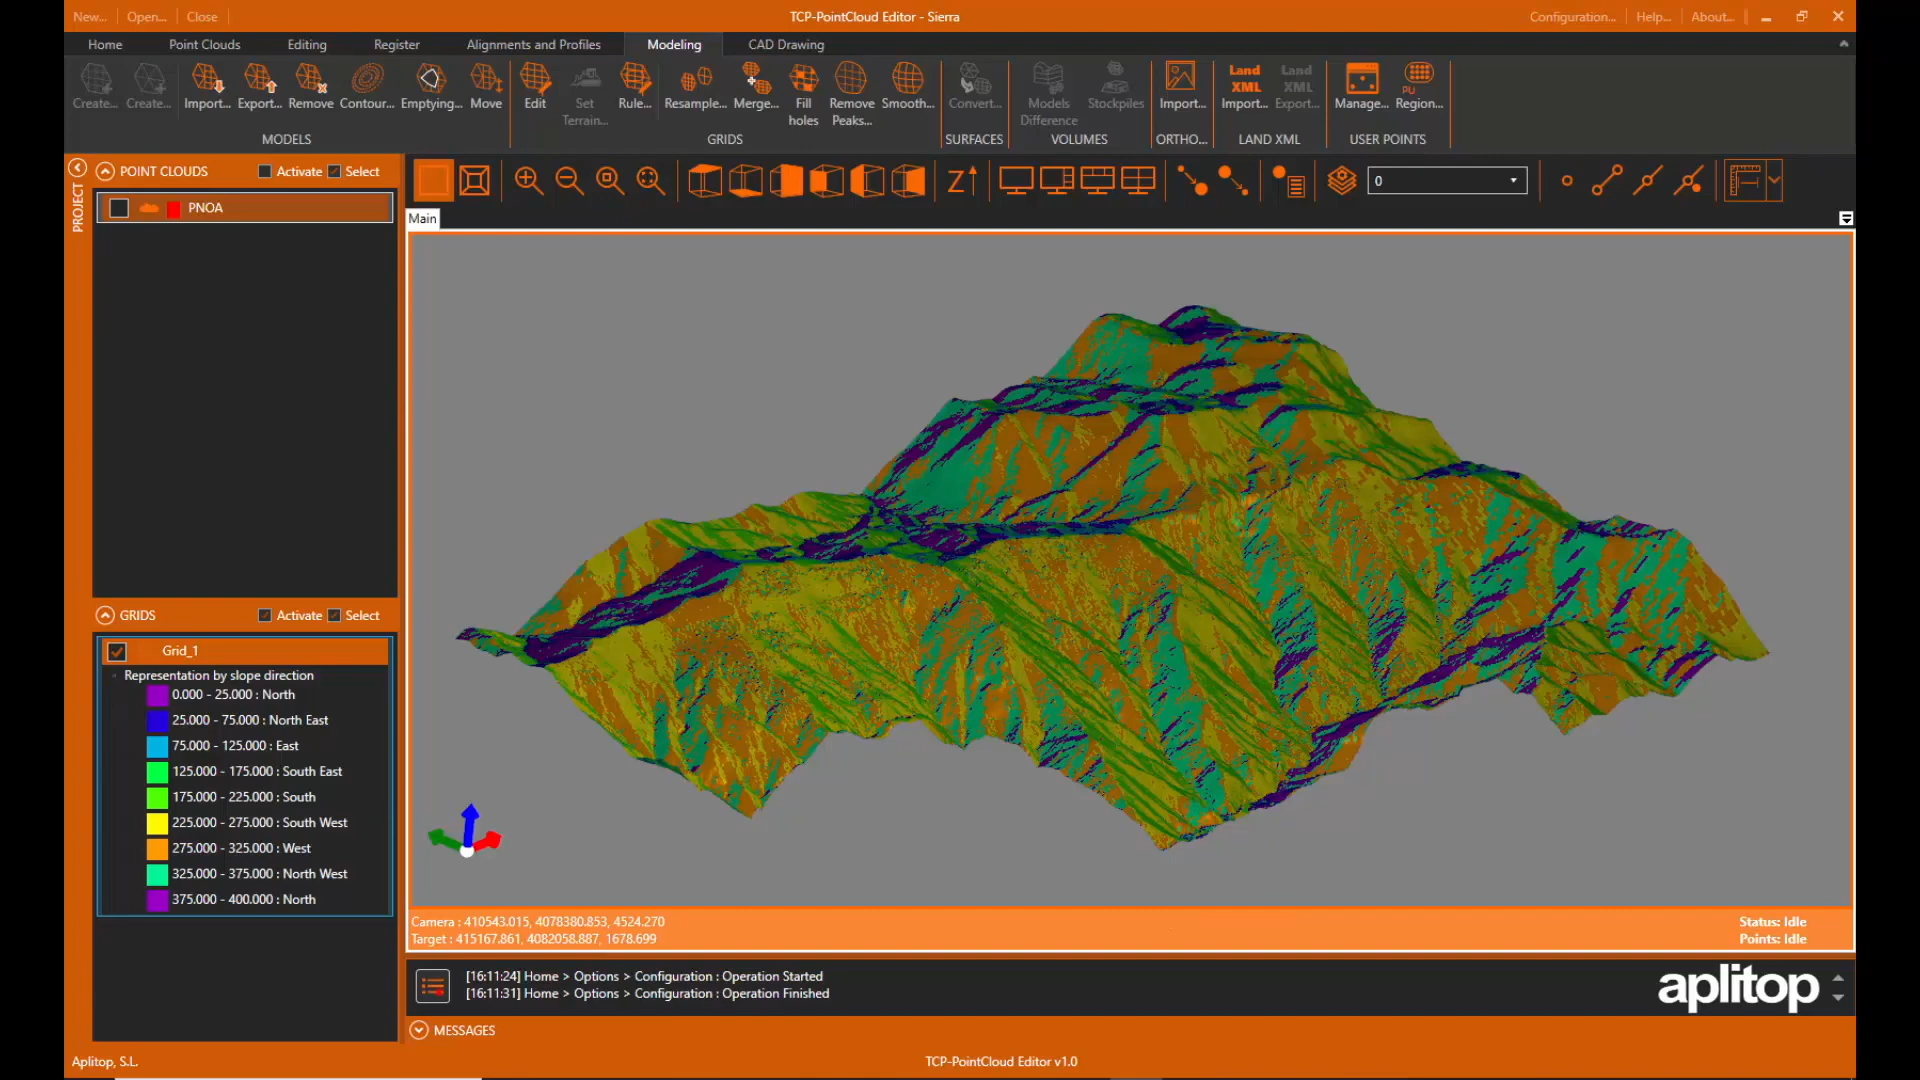 New... Open... Close
TCP-PointCloud Editor - Sierra
Configuration... Help... About...
Home Point Clouds Editing Register Alignments and Profiles Modeling CAD Drawing
Create... Create... Import... Export... Remove Contour... Emptying... Move
MODELS
Edit Set Terrain... Rule... Resample... Merge... Fill holes Remove Peaks... Smooth...
GRIDS
Convert...
SURFACES
Models Difference Stockpiles
VOLUMES
Import...
ORTHO...
Land XML Land XML
Import... Export...
LAND XML
PU
Manage... Region...
USER POINTS
PROJECT
POINT CLOUDS Activate Select
PNOA
Z
0
Main
GRIDS Activate Select
Grid_1
Representation by slope direction
0.000 - 25.000 : North
25.000 - 75.000 : North East
75.000 - 125.000 : East
125.000 - 175.000 : South East
175.000 - 225.000 : South
225.000 - 275.000 : South West
275.000 - 325.000 : West
325.000 - 375.000 : North West
375.000 - 400.000 : North
Camera : 410543.015, 4078380.853, 4524.270
Target : 415167.861, 4082058.887, 1678.699
Status: Idle
Points: Idle
[16:11:24] Home > Options > Configuration : Operation Started
[16:11:31] Home > Options > Configuration : Operation Finished
aplitop
MESSAGES
Aplitop, S.L.
TCP-PointCloud Editor v1.0